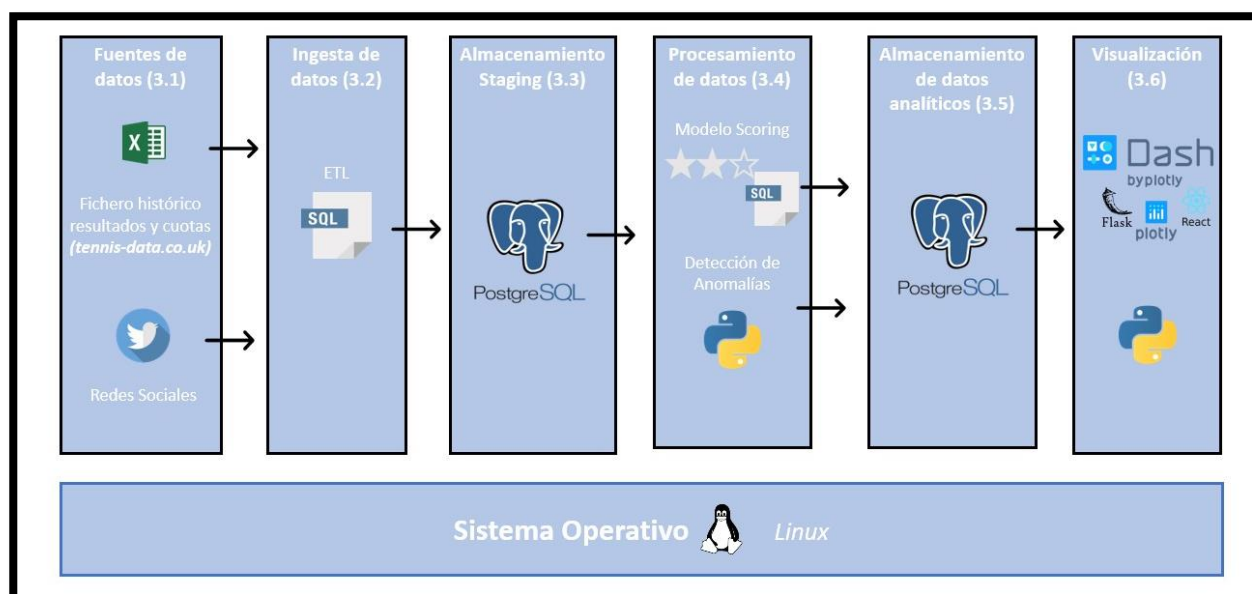 Fuentes de
datos (3.1)
X
Fichero histórico
resultados y cuotas
(tennis-data.co.uk)
Redes Sociales
Ingesta de
datos (3.2)
ETL
SQL
Almacenamiento
Staging (3.3)
PostgreSQL
Procesamiento
de datos (3.4)
Modelo Scoring
SQL
Detección de
Anomalías
Almacenamiento
de datos
analíticos (3.5)
PostgreSQL
Visualización
(3.6)
Dash
by plotly
Flask
plotly
React
Sistema Operativo
Linux